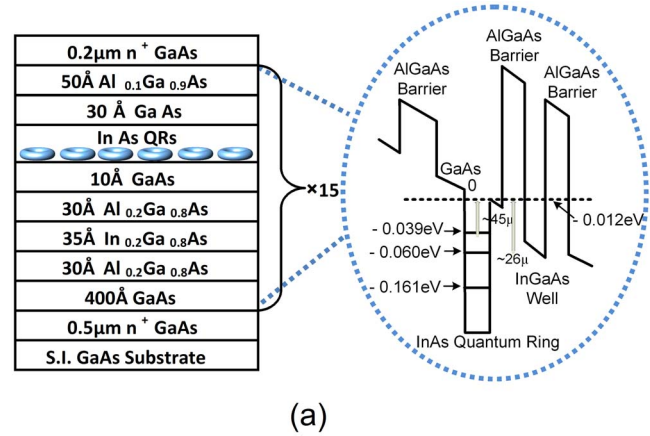 0.2μm n⁺ GaAs
50Å Al 0.1Ga 0.9As
30 Å Ga As
In As QRs
10Å GaAs
30Å Al 0.2Ga 0.8As
35Å In 0.2Ga 0.8As
30Å Al 0.2Ga 0.8As
400Å GaAs
0.5μm n⁺ GaAs
S.I. GaAs Substrate
×15
AlGaAs
Barrier
AlGaAs
Barrier
AlGaAs
Barrier
GaAs
0
~45μ
- 0.012eV
- 0.039eV
- 0.060eV
~26μ
- 0.161eV
InGaAs
Well
InAs Quantum Ring
(a)